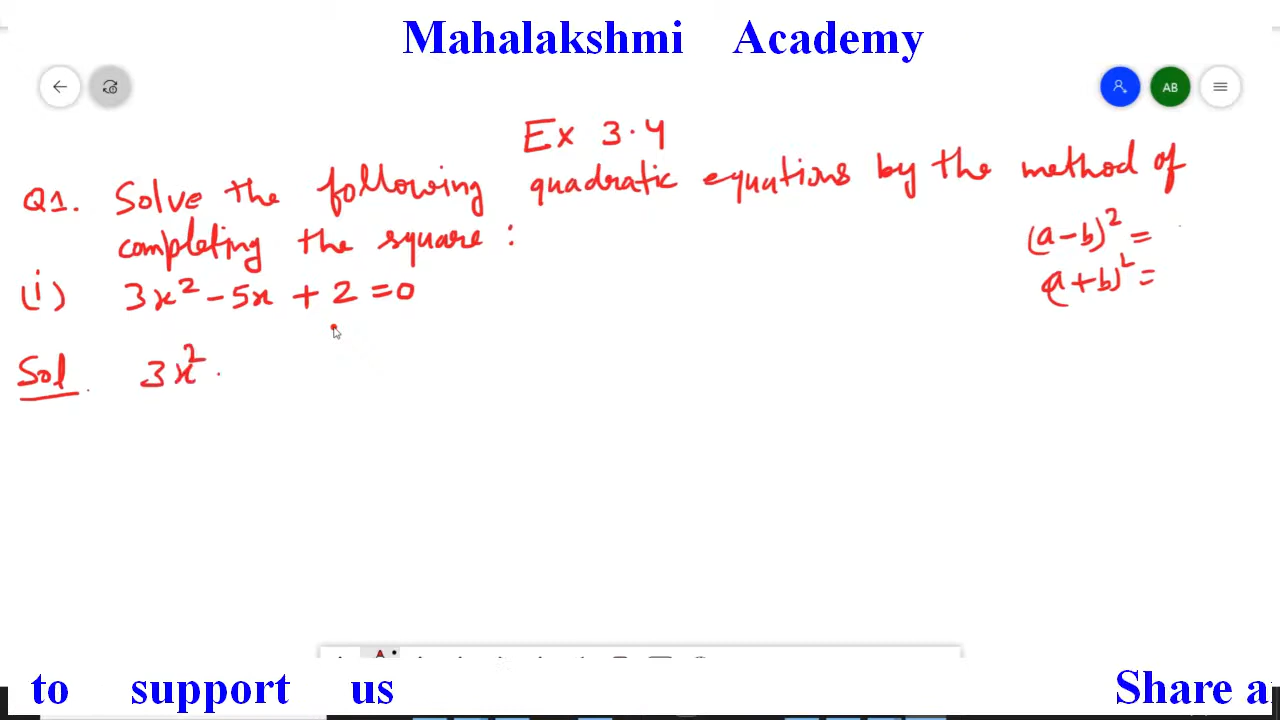 Mahalakshmi Academy
AB
Ex 3.4
Q1. Solve the following quadratic equations by the method of
completing the square :
(a-b)² =
(a+b)² =
(i) 3x² - 5x + 2 = 0
Sol. 3x²
to support us Share a